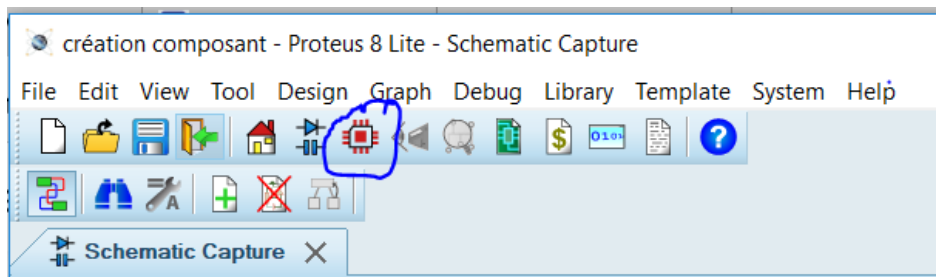 création composant - Proteus 8 Lite - Schematic Capture
File Edit View Tool Design Graph Debug Library Template System Help
$ 0101 ?
A
Schematic Capture